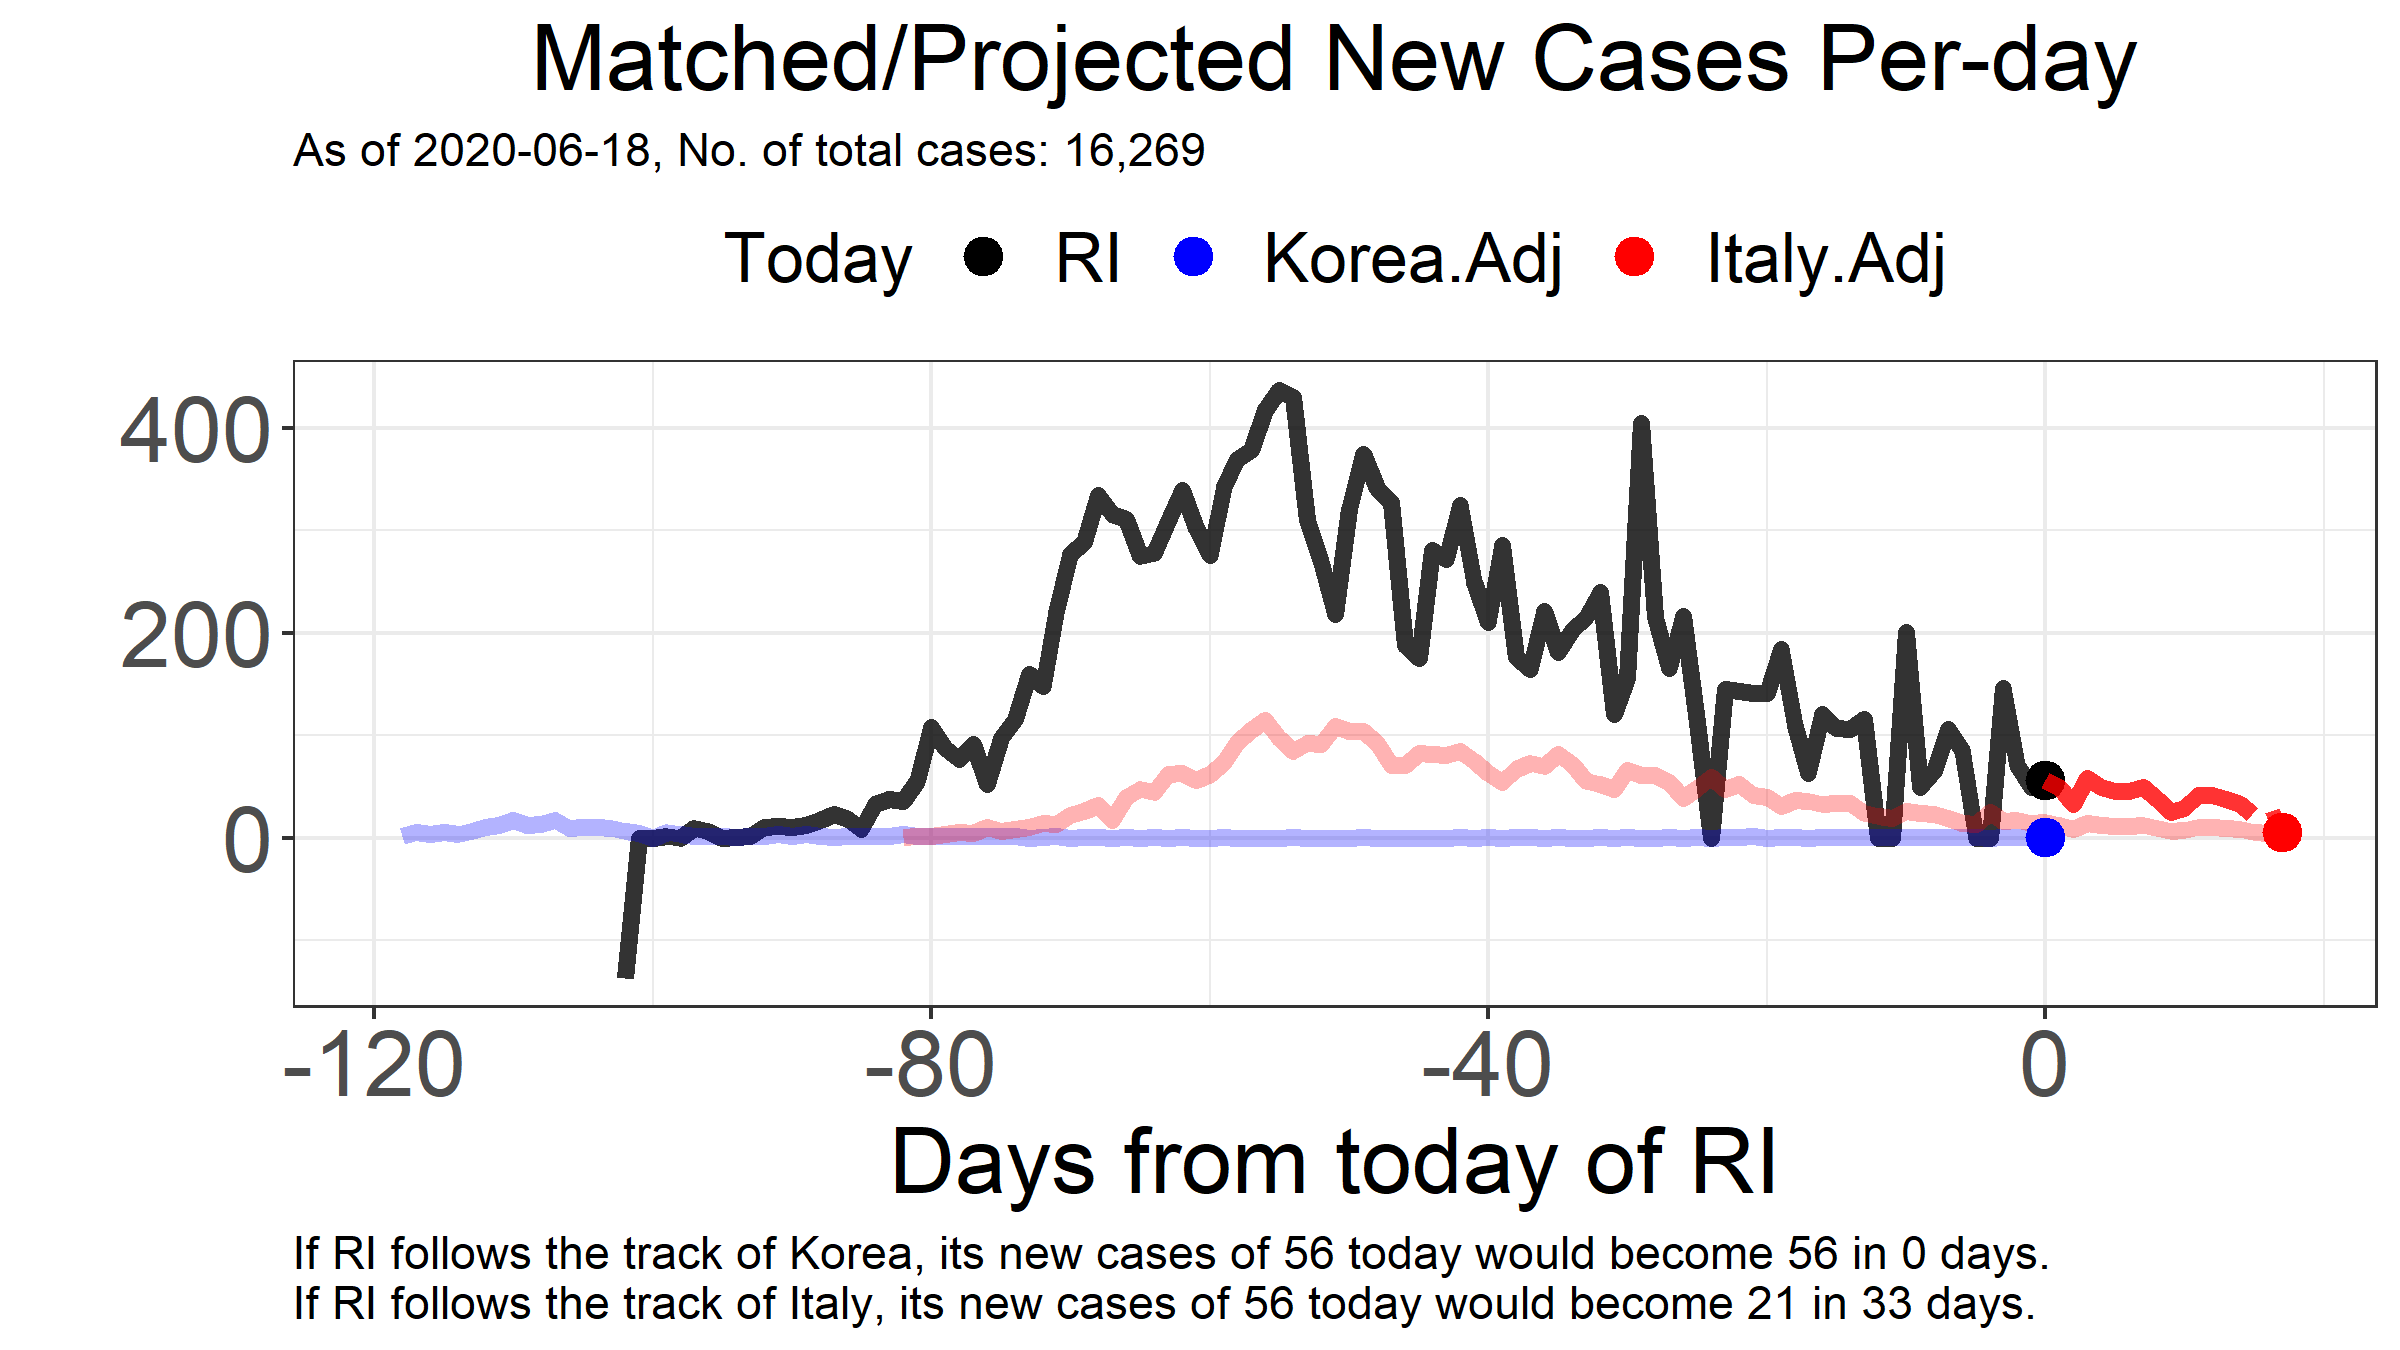 Matched/Projected New Cases Per-day
As of 2020-06-18, No. of total cases: 16,269
Today RI Korea.Adj Italy.Adj
400
200
0
-120 -80 -40 0
Days from today of RI
If RI follows the track of Korea, its new cases of 56 today would become 56 in 0 days.
If RI follows the track of Italy, its new cases of 56 today would become 21 in 33 days.